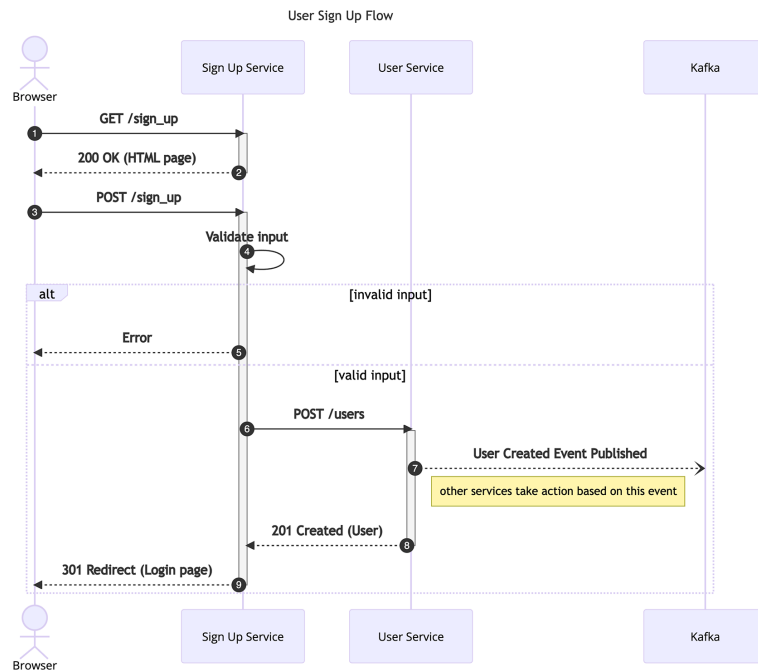 User Sign Up Flow
Browser
Sign Up Service
User Service
Kafka
GET /sign_up
1
200 OK (HTML page)
2
POST /sign_up
3
Validate input
4
alt
[invalid input]
Error
5
[valid input]
POST /users
6
User Created Event Published
7
other services take action based on this event
201 Created (User)
8
301 Redirect (Login page)
9
Browser
Sign Up Service
User Service
Kafka